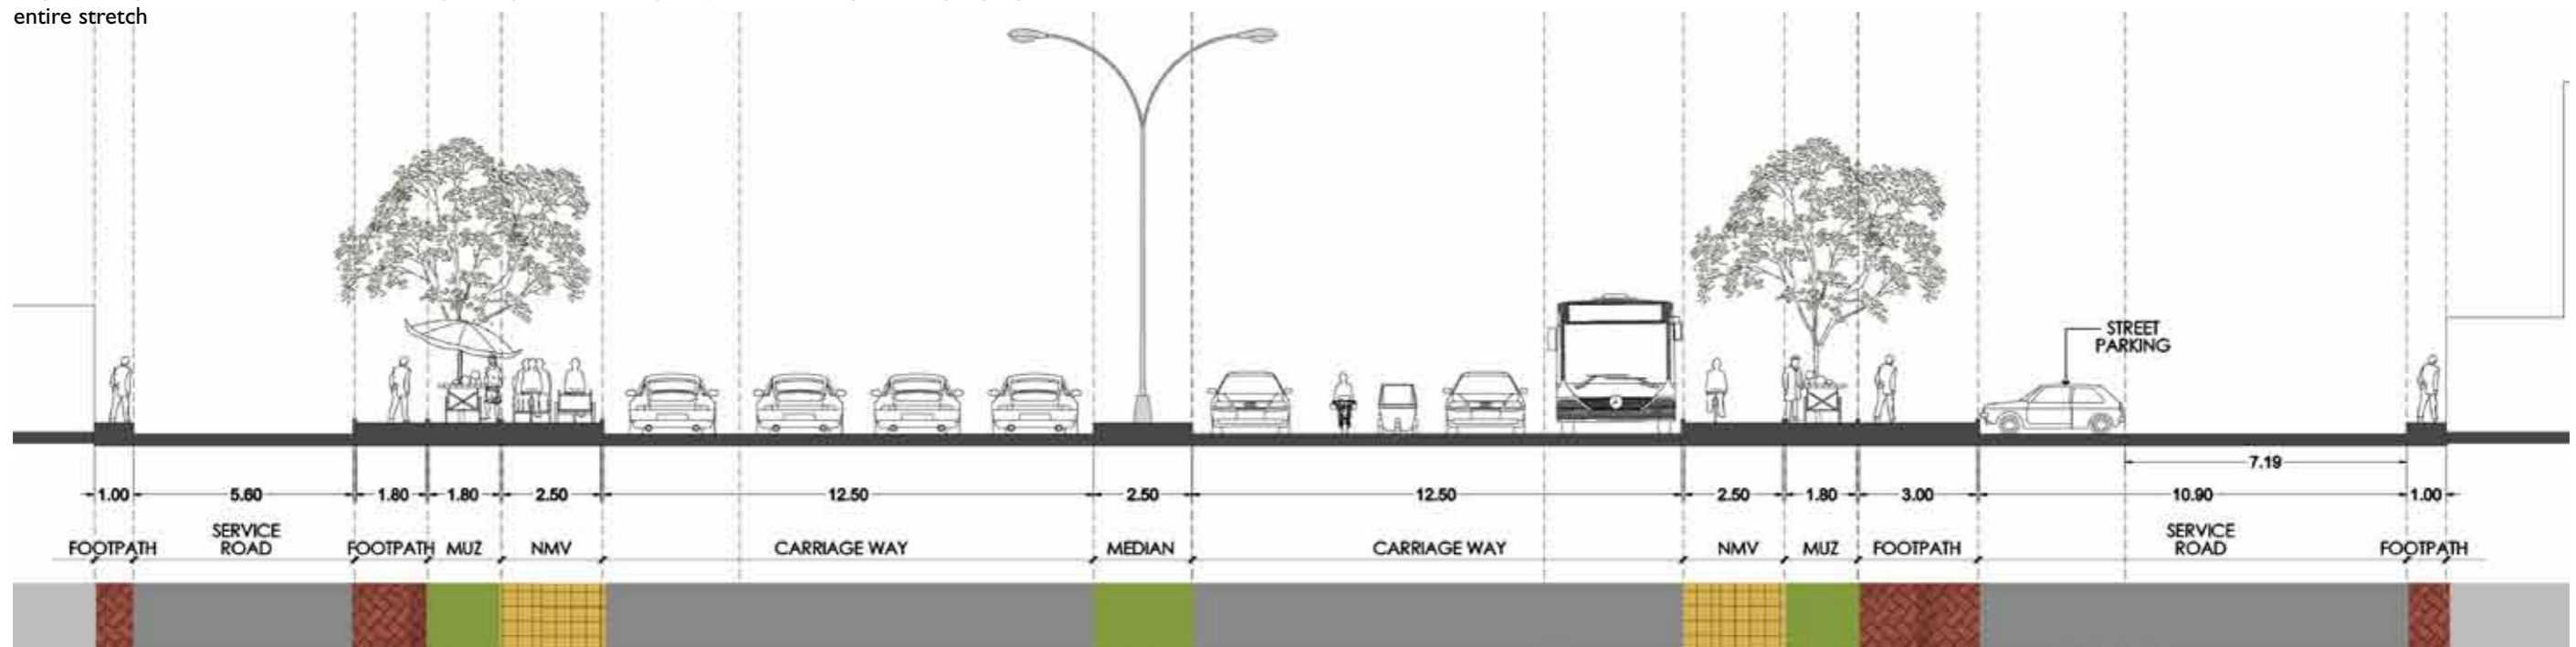 entire stretch
STREET
PARKING
7.19
1.00 5.60 1.80 1.80 2.50 12.50 2.50 12.50 2.50 1.80 3.00 10.90 1.00
SERVICE
ROAD
SERVICE
ROAD
FOOTPATH FOOTPATH MUZ NMV CARRIAGE WAY MEDIAN CARRIAGE WAY NMV MUZ FOOTPATH FOOTPATH